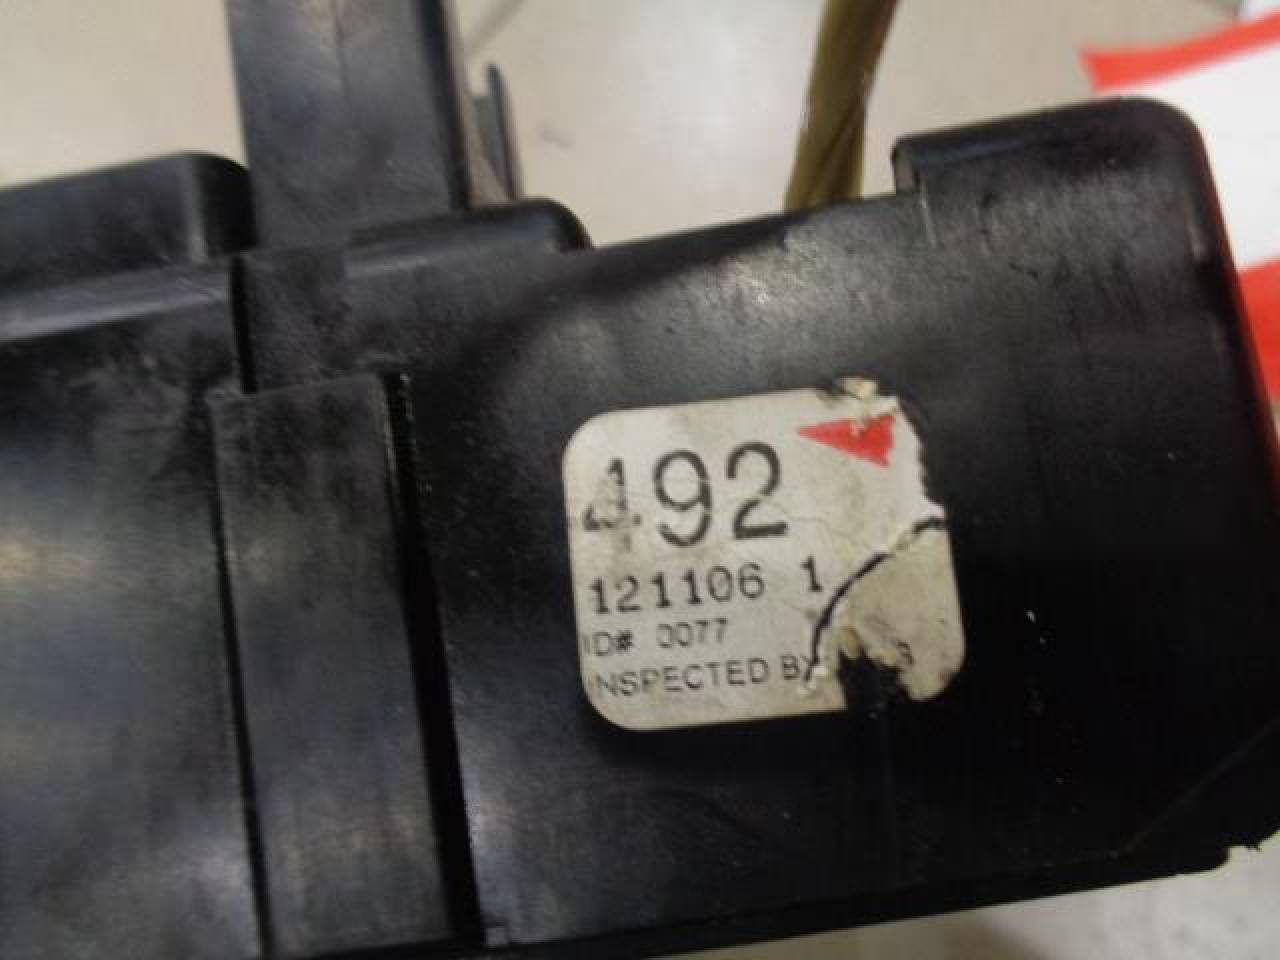 492
121106 1
ID# 0077
INSPECTED BY